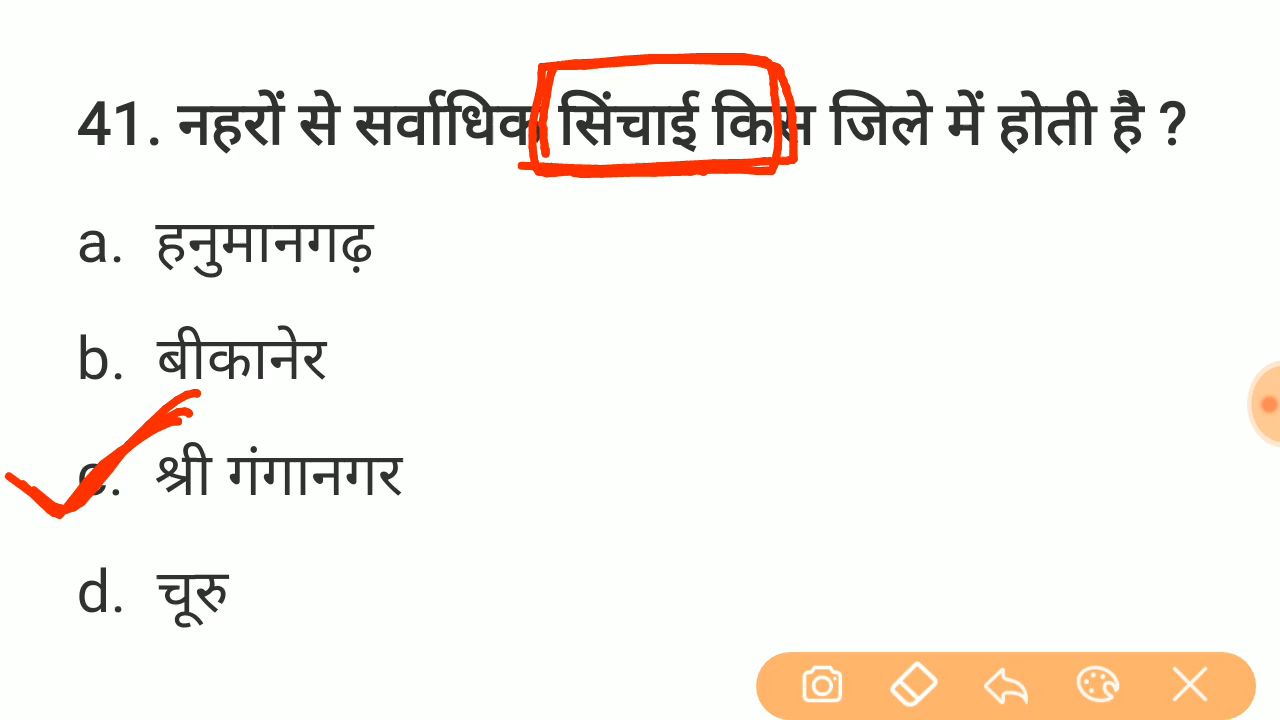 41. नहरों से सर्वाधिक सिंचाई किस जिले में होती है ?
a. हनुमानगढ़
b. बीकानेर
c. श्री गंगानगर
d. चूरु